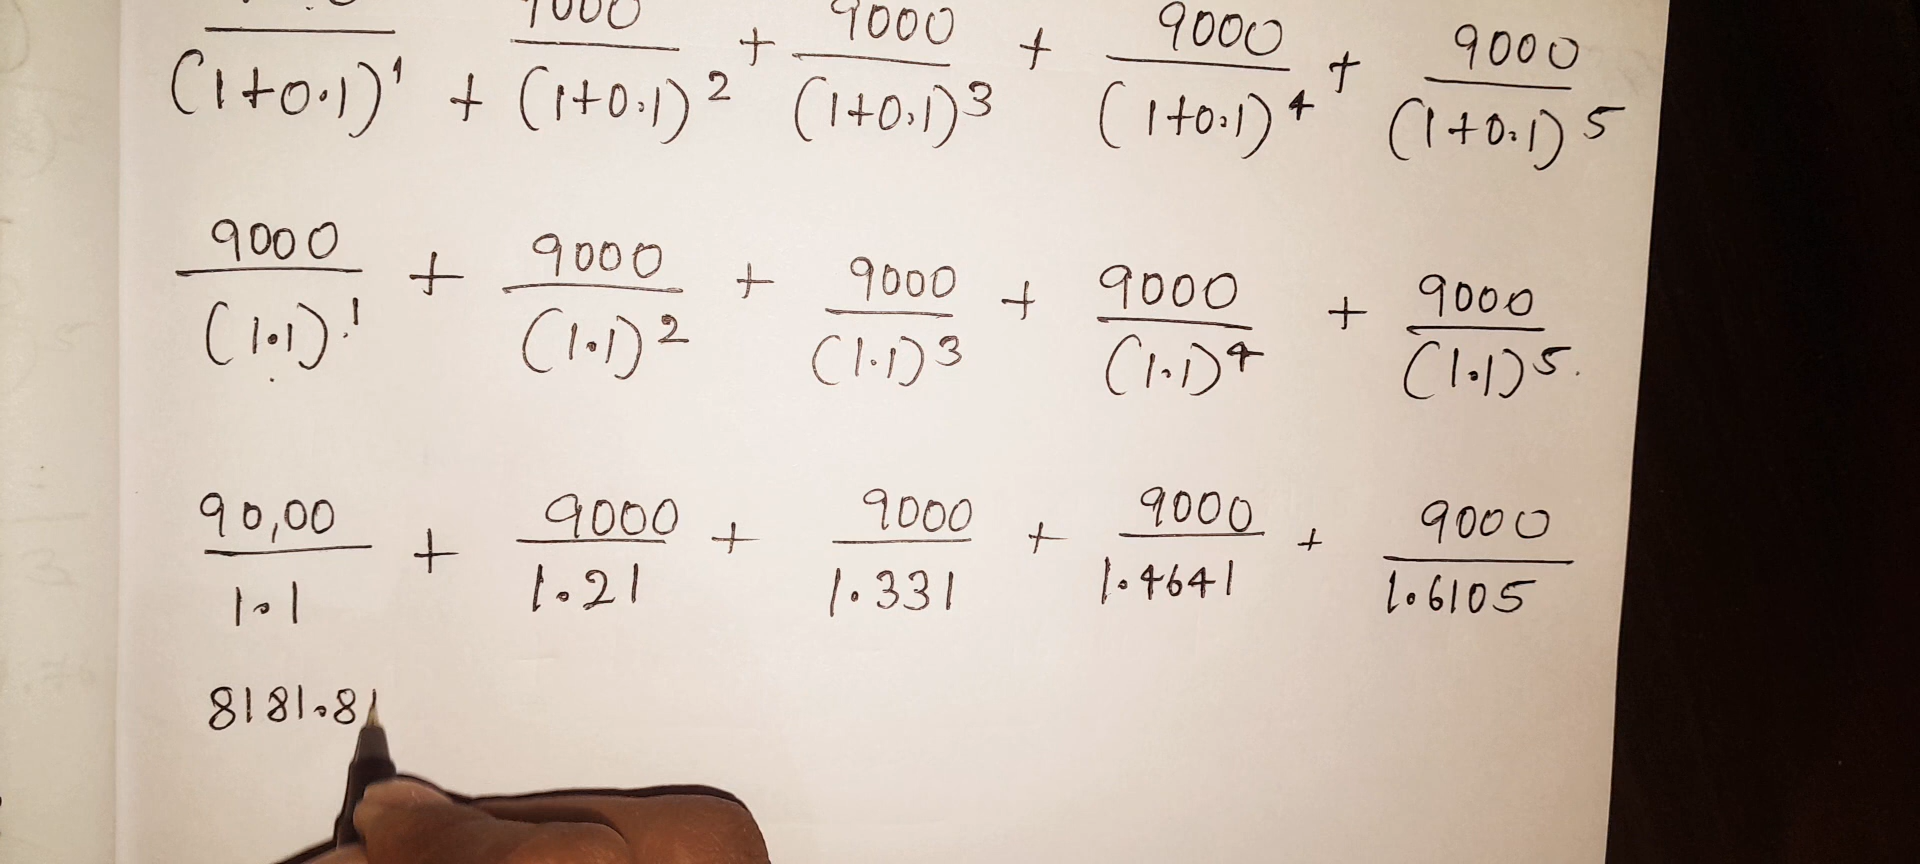 9000 9000 9000 9000
(1+0.1)¹ + (1+0.1)² + (1+0.1)³ + (1+0.1)⁴ + (1+0.1)⁵
9000 + 9000 + 9000 + 9000 + 9000
(1.1)¹ (1.1)² (1.1)³ (1.1)⁴ (1.1)⁵.
90,00 + 9000 + 9000 + 9000 + 9000
1.1 1.21 1.331 1.4641 1.6105
8181.81